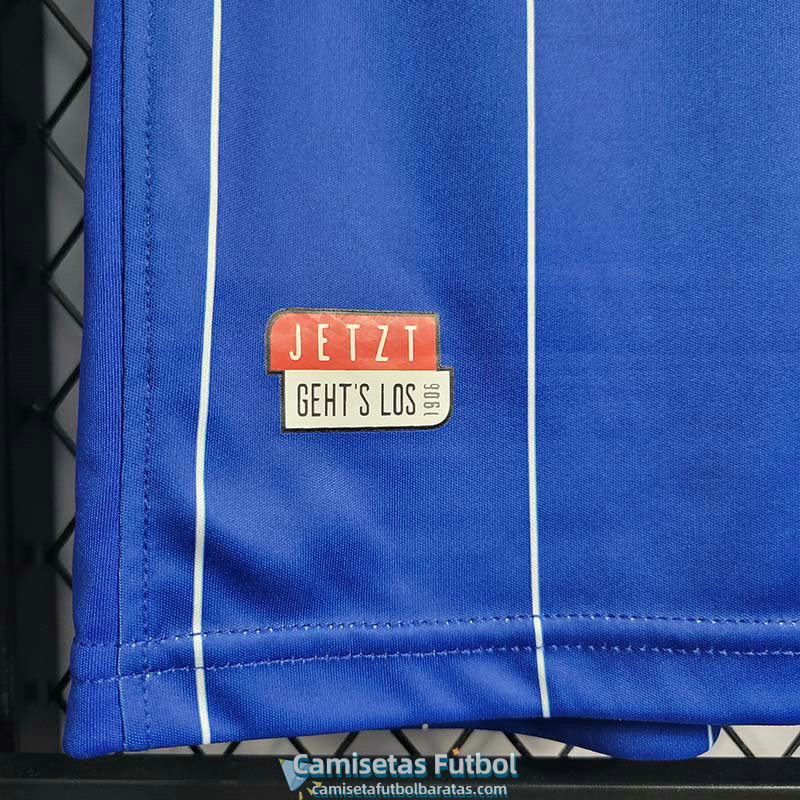 JETZT
GEHT'S LOS
1906
Camisetas Futbol
camisetafutbolbaratas.com